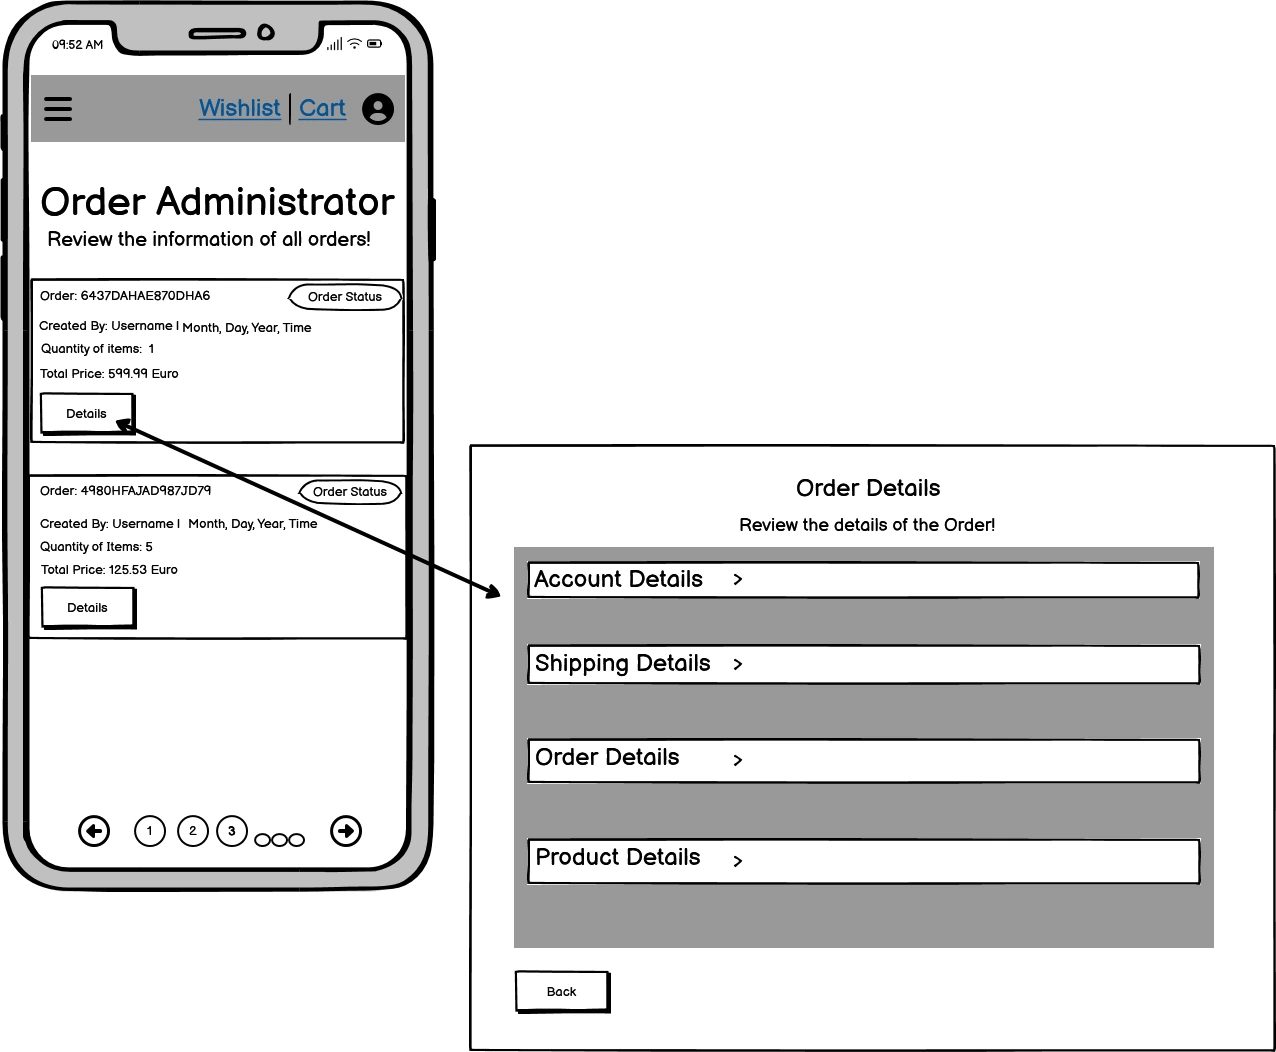 09:52 AM
Wishlist | Cart
Order Administrator
Review the information of all orders!
Order: 6437DAHAE870DHA6
Order Status
Created By: Username | Month, Day, Year, Time
Quantity of items: 1
Total Price: 599.99 Euro
Details
Order: 4980HFAJAD987JD79
Order Status
Created By: Username | Month, Day, Year, Time
Quantity of Items: 5
Total Price: 125.53 Euro
Details
1 2 3
Order Details
Review the details of the Order!
Account Details >
Shipping Details >
Order Details >
Product Details >
Back